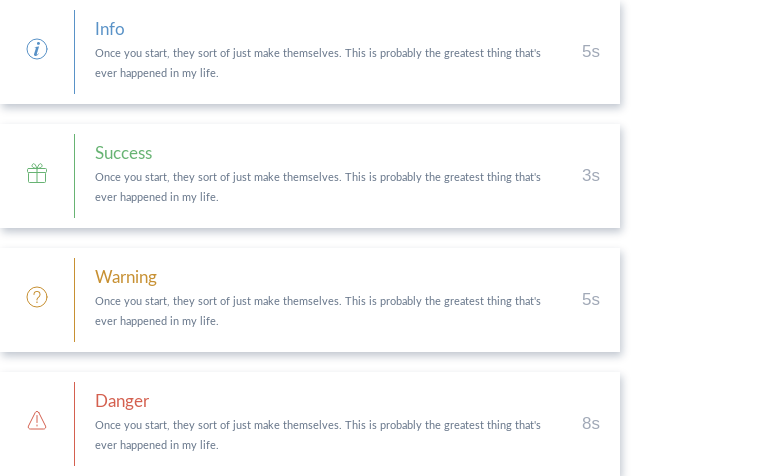 Info
Once you start, they sort of just make themselves. This is probably the greatest thing that's
ever happened in my life.
5s
Success
Once you start, they sort of just make themselves. This is probably the greatest thing that's
ever happened in my life.
3s
Warning
Once you start, they sort of just make themselves. This is probably the greatest thing that's
ever happened in my life.
5s
Danger
Once you start, they sort of just make themselves. This is probably the greatest thing that's
ever happened in my life.
8s